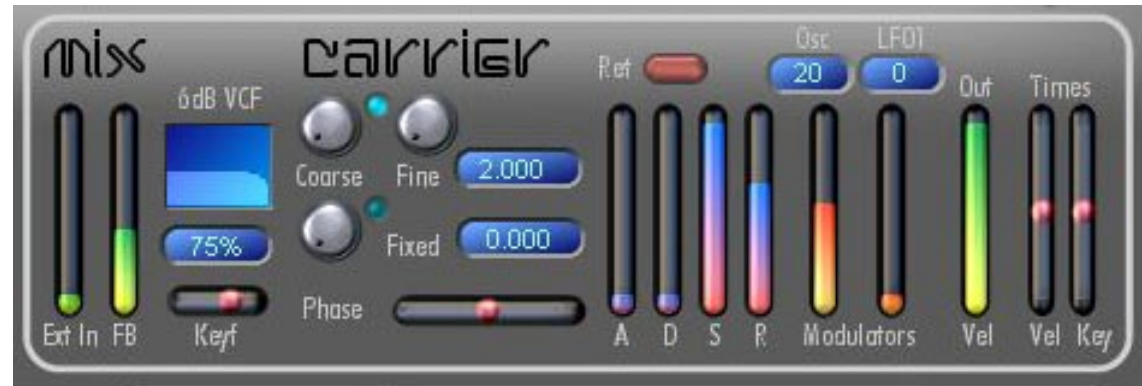 mix
carrier
Osc
LFO1
Ret
20
0
6dB VCF
Out
Times
Coarse
Fine
2.000
75%
Fixed
0.000
Phase
Ext In
FB
Keyf
A
D
S
R
Modulators
Vel
Vel
Key